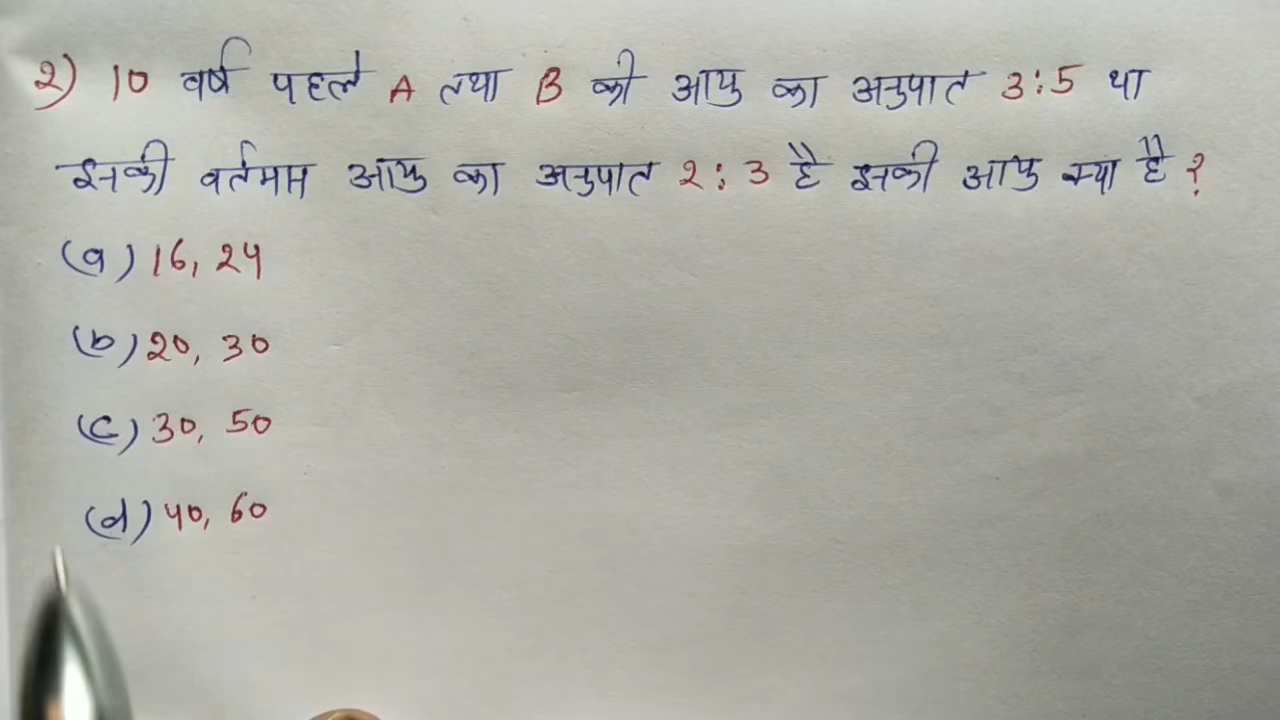 2) 10 वर्ष पहले A तथा B की आयु का अनुपात 3:5 था
इनकी वर्तमान आयु का अनुपात 2:3 है इनकी आयु क्या है ?
(a) 16, 24
(b) 20, 30
(c) 30, 50
(d) 40, 60